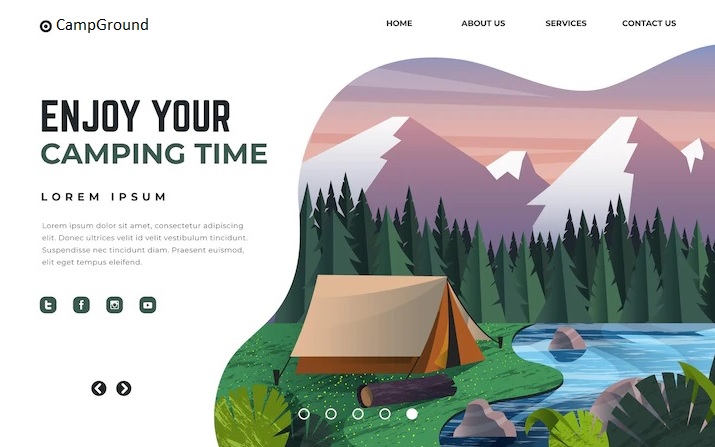 CampGround
HOME ABOUT US SERVICES CONTACT US
ENJOY YOUR
CAMPING TIME
LOREM IPSUM
Lorem ipsum dolor sit amet, consectetur adipiscing
elit. Donec ultrices velit id velit vestibulum tincidunt.
Suspendisse nec tincidunt diam. Praesent euismod,
elit eget tempus eleifend.